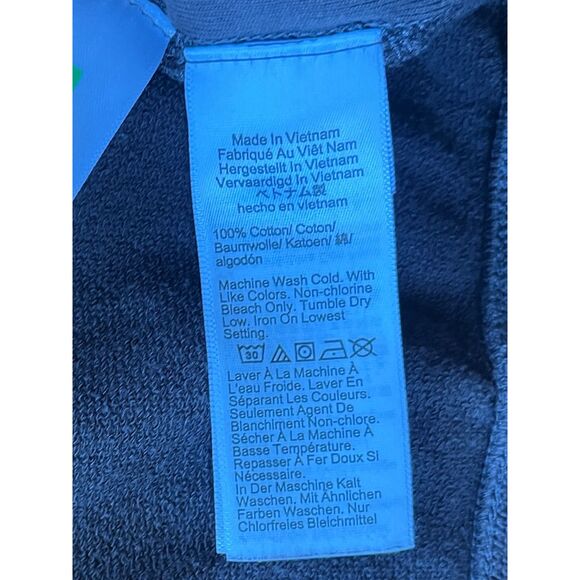 Made In Vietnam
Fabriqué Au Viêt Nam
Hergestellt in Vietnam
Vervaardigd In Vietnam
ベトナム製
hecho en vietnam
100% Cotton/ Coton/
Baumwolle/ Katoen/ 綿/
algodón
Machine Wash Cold. With
Like Colors. Non-chlorine
Bleach Only. Tumble Dry
Low. Iron On Lowest
Setting.
30
Laver À La Machine À
L'eau Froide. Laver En
Séparant Les Couleurs.
Seulement Agent De
Blanchiment Non-chlore.
Sécher À La Machine À
Basse Température.
Repasser À Fer Doux Si
Nécessaire.
In Der Maschine Kalt
Waschen. Mit Ähnlichen
Farben Waschen. Nur
Chlorfreies Bleichmittel